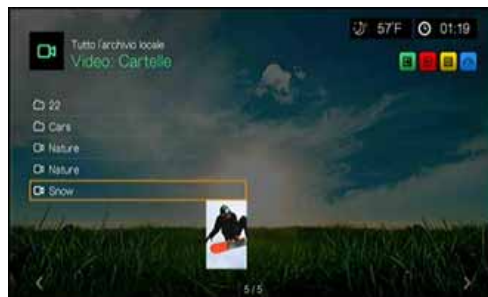 57°F 01:19
Tutto l'archivio locale
Video: Cartelle
22
Cars
Nature
Nature
Snow
5/5